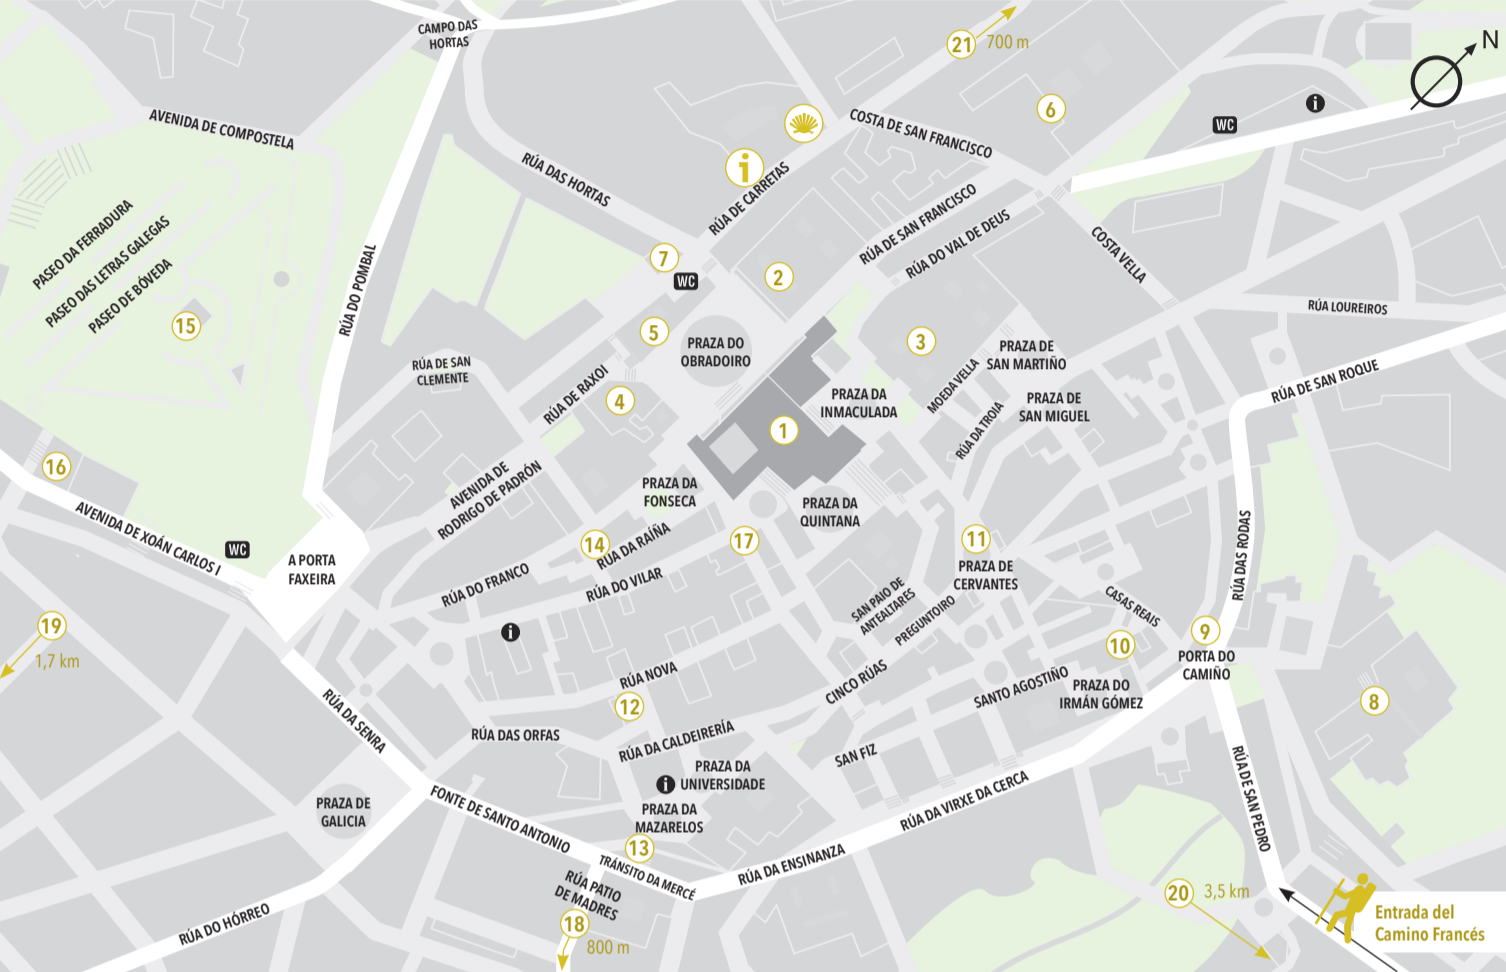 CAMPO DAS
HORTAS
21
700 m
N
6
i
WC
AVENIDA DE COMPOSTELA
COSTA DE SAN FRANCISCO
RÚA DAS HORTAS
i
RÚA DE CARRETAS
PASEO DA FERRADURA
PASEO DAS LETRAS GALEGAS
PASEO DE BÓVEDA
15
RÚA DO POMBAL
7
WC
2
RÚA DE SAN FRANCISCO
RÚA DO VAL DE DEUS
COSTA VELLA
RÚA LOUREIROS
5
PRAZA DO
OBRADOIRO
3
PRAZA DE
SAN MARTIÑO
RÚA DE SAN
CLEMENTE
RÚA DE RAXOI
4
MOEDA VELLA
PRAZA DA
INMACULADA
PRAZA DE
SAN MIGUEL
RÚA DA TROIA
RÚA DE SAN ROQUE
1
16
AVENIDA DE
RODRIGO DE PADRÓN
PRAZA DA
FONSECA
PRAZA DA
QUINTANA
AVENIDA DE XOÁN CARLOS I
WC
A PORTA
FAXEIRA
14
RÚA DA RAÍÑA
17
11
PRAZA DE
CERVANTES
RÚA DAS RODAS
RÚA DO FRANCO
RÚA DO VILAR
SAN PAIO DE
ANTEALTARES
PREGUNTOIRO
CASAS REAIS
19
1,7 km
i
10
9
PORTA DO
CAMIÑO
RÚA NOVA
12
CINCO RÚAS
SANTO AGOSTIÑO
PRAZA DO
IRMÁN GÓMEZ
8
RÚA DA SENRA
RÚA DAS ORFAS
RÚA DA CALDEIRERÍA
SAN FIZ
PRAZA DA
UNIVERSIDADE
i
PRAZA DE
GALICIA
FONTE DE SANTO ANTONIO
PRAZA DA
MAZARELOS
13
RÚA DA VIRXE DA CERCA
RÚA DE SAN PEDRO
TRÁNSITO DA MERCÉ
RÚA DA ENSINANZA
RÚA PATIO
DE MADRES
18
800 m
RÚA DO HÓRREO
20
3,5 km
Entrada del
Camino Francés